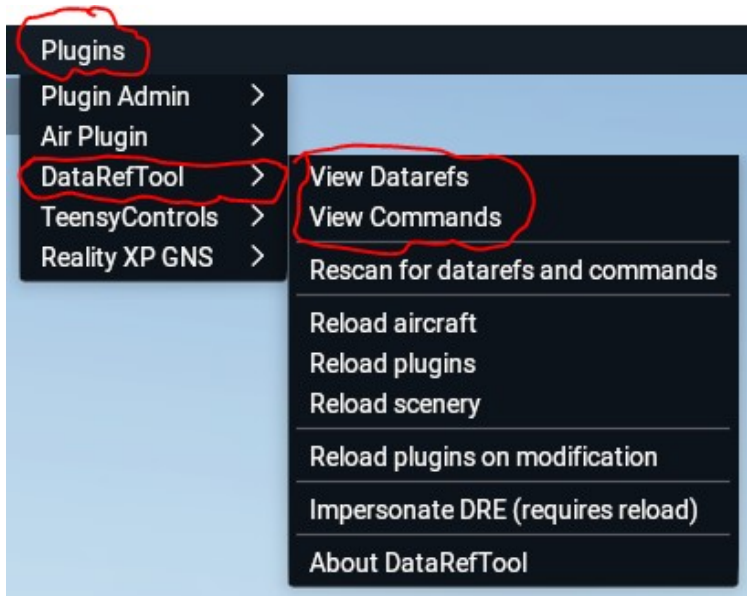 Plugins
Plugin Admin >
Air Plugin >
DataRefTool >
TeensyControls >
Reality XP GNS >
View Datarefs
View Commands
Rescan for datarefs and commands
Reload aircraft
Reload plugins
Reload scenery
Reload plugins on modification
Impersonate DRE (requires reload)
About DataRefTool